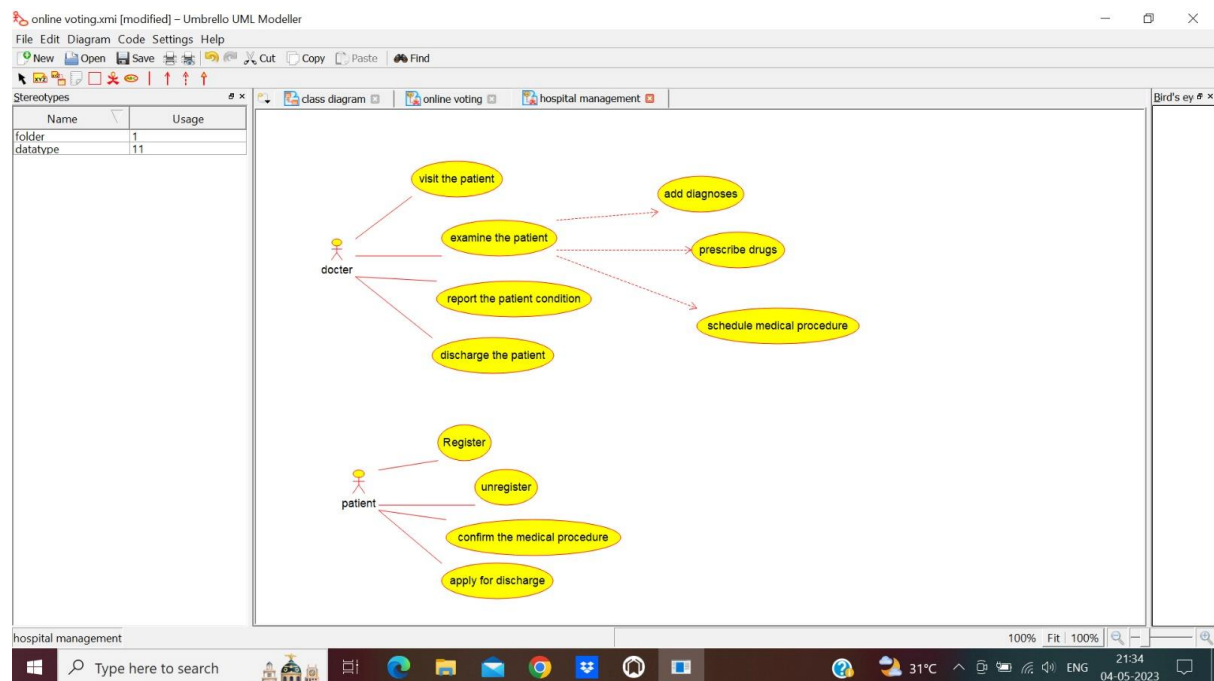 online voting.xmi [modified] – Umbrello UML Modeller
File Edit Diagram Code Settings Help
New Open Save Cut Copy Paste Find
Stereotypes
Name Usage
folder 1
datatype 11
class diagram online voting hospital management
Bird's ey
visit the patient
add diagnoses
examine the patient
prescribe drugs
docter
report the patient condition
schedule medical procedure
discharge the patient
Register
unregister
patient
confirm the medical procedure
apply for discharge
hospital management
100% Fit 100%
Type here to search
31°C
ENG
21:34
04-05-2023